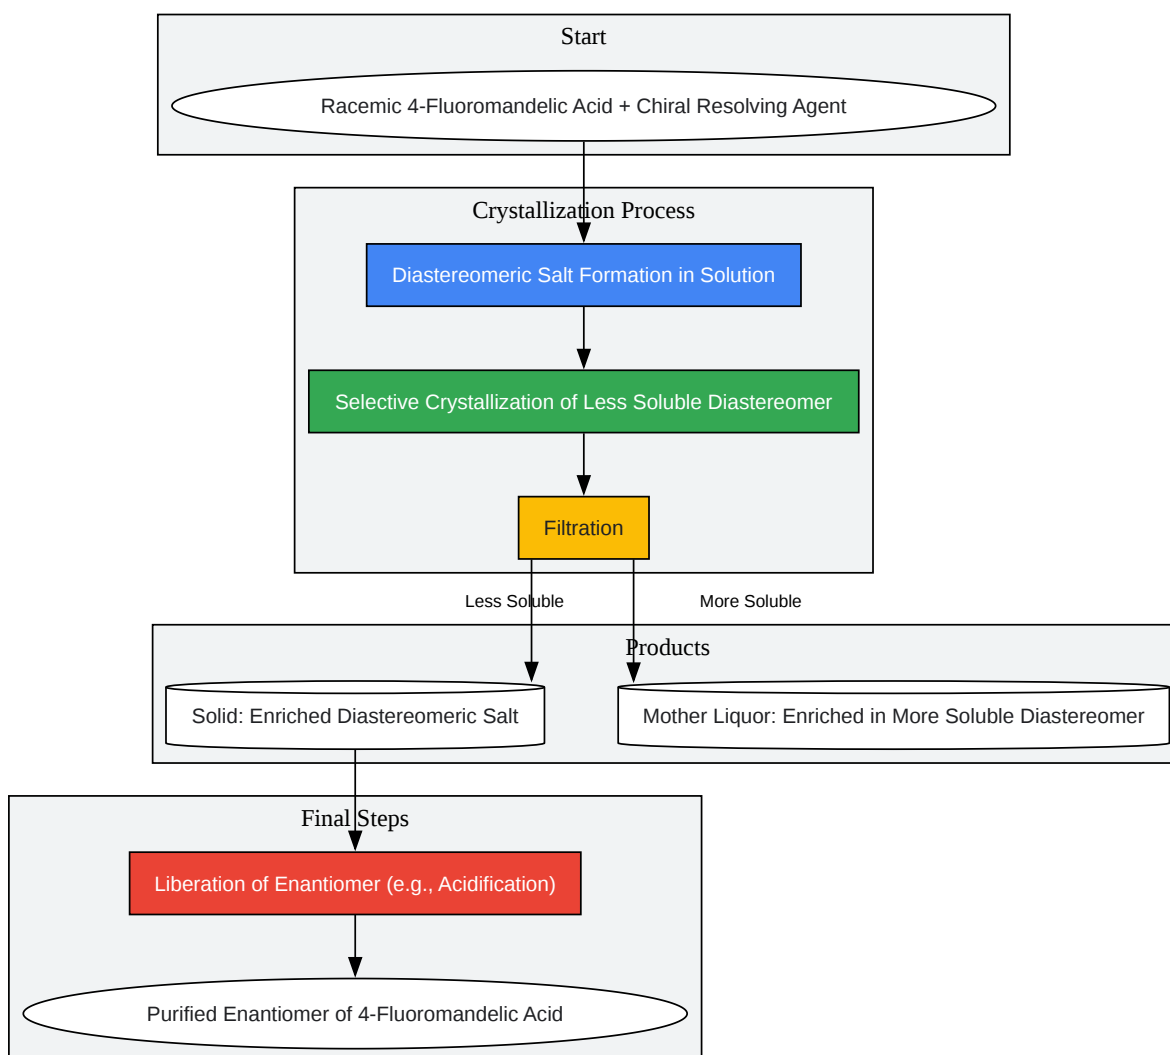 Start
Racemic 4-Fluoromandelic Acid + Chiral Resolving Agent
Crystallization Process
Diastereomeric Salt Formation in Solution
Selective Crystallization of Less Soluble Diastereomer
Filtration
Less Soluble
More Soluble
Products
Solid: Enriched Diastereomeric Salt
Mother Liquor: Enriched in More Soluble Diastereomer
Final Steps
Liberation of Enantiomer (e.g., Acidification)
Purified Enantiomer of 4-Fluoromandelic Acid